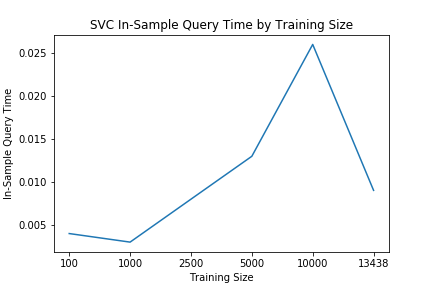 SVC In-Sample Query Time by Training Size
In-Sample Query Time
0.025
0.020
0.015
0.010
0.005
100 1000 2500 5000 10000 13438
Training Size